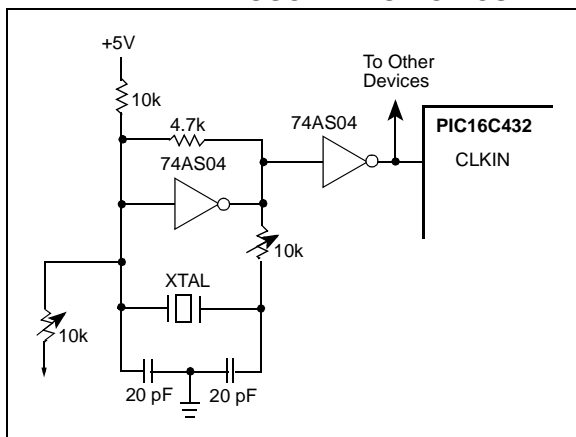 +5V
To Other
Devices
10k
4.7k
74AS04
PIC16C432
74AS04
CLKIN
10k
XTAL
10k
20 pF
20 pF